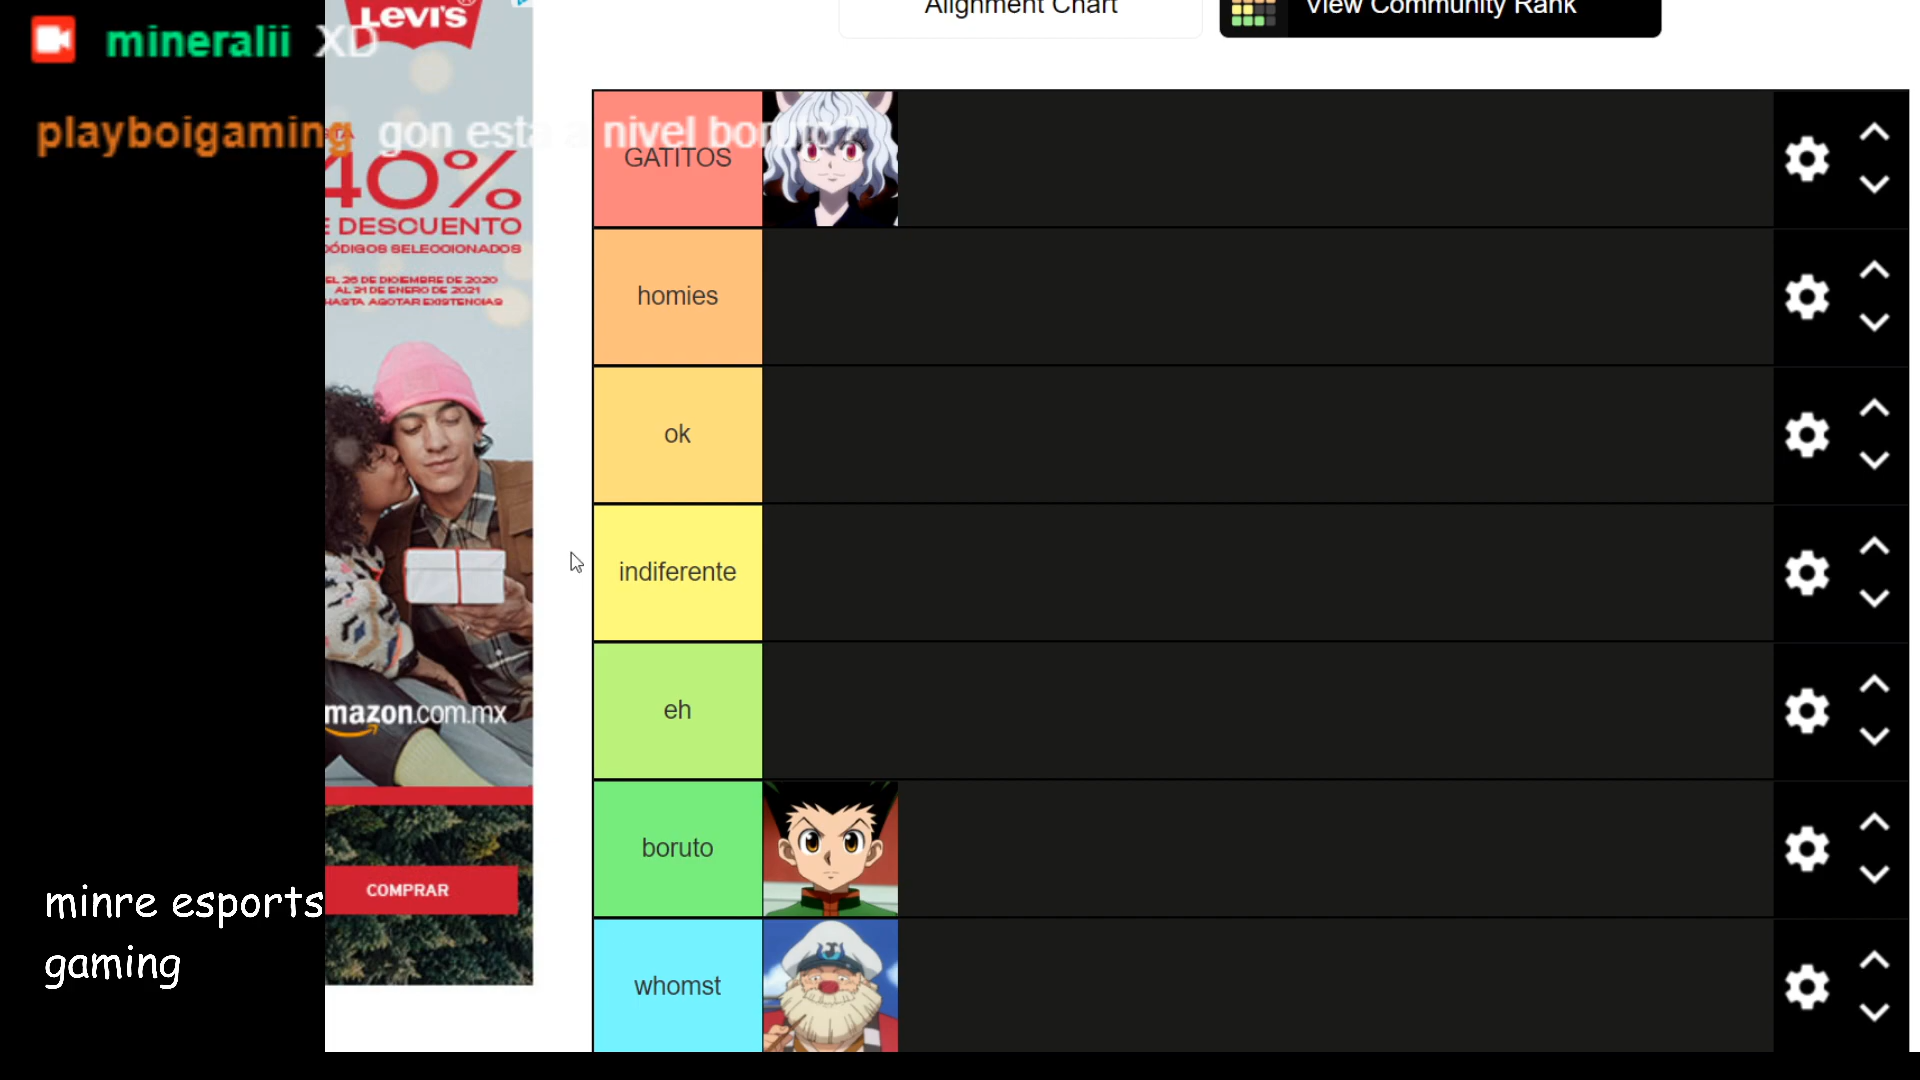 mineralii XD
playboigaming gon esta a nivel boruto?
LEVI'S
40%
DESCUENTO
CÓDIGOS SELECCIONADOS
EL 26 DE DICIEMBRE DE 2020
AL 21 DE ENERO DE 2021
HASTA AGOTAR EXISTENCIAS
mazon.com.mx
COMPRAR
minre esports
gaming
Alignment Chart
View Community Rank
GATITOS
homies
ok
indiferente
eh
boruto
whomst